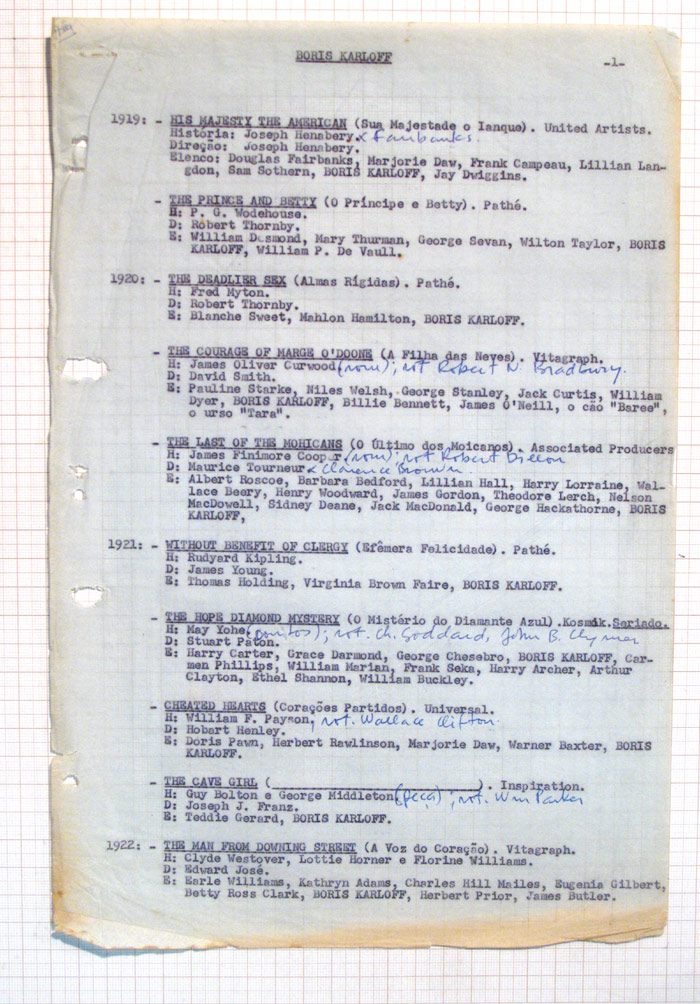 BORIS KARLOFF
-1-
1919: - HIS MAJESTY THE AMERICAN (Sua Majestade o Ianque). United Artists.
História: Joseph Henabery. & Fairbanks.
Direção: Joseph Henabery.
Elenco: Douglas Fairbanks, Marjorie Daw, Frank Campeau, Lillian Lan-
gdon, Sam Sothern, BORIS KARLOFF, Jay Dwiggins.
- THE PRINCE AND BETTY (O Príncipe e Betty). Pathé.
H: P. G. Wodehouse.
D: Robert Thornby.
E: William Desmond, Mary Thurman, George Sevan, Wilton Taylor, BORIS
KARLOFF, William P. De Vaull.
1920: - THE DEADLIER SEX (Almas Rígidas). Pathé.
H: Fred Myton.
D: Robert Thornby.
E: Blanche Sweet, Mahlon Hamilton, BORIS KARLOFF.
- THE COURAGE OF MARGE O'DOONE (A Filha das Neves). Vitagraph.
H: James Oliver Curwood (rom); rot Robert N. Bradbury.
D: David Smith.
E: Pauline Starke, Niles Welsh, George Stanley, Jack Curtis, William
Dyer, BORIS KARLOFF, Billie Bennett, James O'Neill, o cão "Baree",
o urso "Tara".
- THE LAST OF THE MOHICANS (O Último dos Moicanos). Associated Producers
H: James Finimore Cooper (rom); rot Robert Dillon
D: Maurice Tourneur & Clarence Brown.
E: Albert Roscoe, Barbara Bedford, Lillian Hall, Harry Lorraine, Wal-
lace Beery, Henry Woodward, James Gordon, Theodore Lerch, Nelson
MacDowell, Sidney Deane, Jack MacDonald, George Hackathorne, BORIS
KARLOFF,
1921: - WITHOUT BENEFIT OF CLERGY (Efêmera Felicidade). Pathé.
H: Rudyard Kipling.
D: James Young.
E: Thomas Holding, Virginia Brown Faire, BORIS KARLOFF.
- THE HOPE DIAMOND MYSTERY (O Mistério do Diamante Azul).Kosmik.Seriado.
H: May Yohe; rot. Ch. Goddard, John B. Clymer
D: Stuart Paton.
E: Harry Carter, Grace Darmond, George Chesebro, BORIS KARLOFF, Car-
men Phillips, William Marian, Frank Seka, Harry Archer, Arthur
Clayton, Ethel Shannon, William Buckley.
- CHEATED HEARTS (Corações Partidos). Universal.
H: William F. Payson; rot. Wallace Clifton
D: Hobart Henley.
E: Doris Pawn, Herbert Rawlinson, Marjorie Daw, Warner Baxter, BORIS
KARLOFF.
- THE CAVE GIRL (____________________). Inspiration.
H: Guy Bolton e George Middleton (peça); rot. Wm Parker
D: Joseph J. Franz.
E: Teddie Gerard, BORIS KARLOFF.
1922: - THE MAN FROM DOWNING STREET (A Voz do Coração). Vitagraph.
H: Clyde Westover, Lottie Horner e Florine Williams.
D: Edward José.
E: Earle Williams, Kathryn Adams, Charles Hill Mailes, Eugenia Gilbert,
Betty Ross Clark, BORIS KARLOFF, Herbert Prior, James Butler.